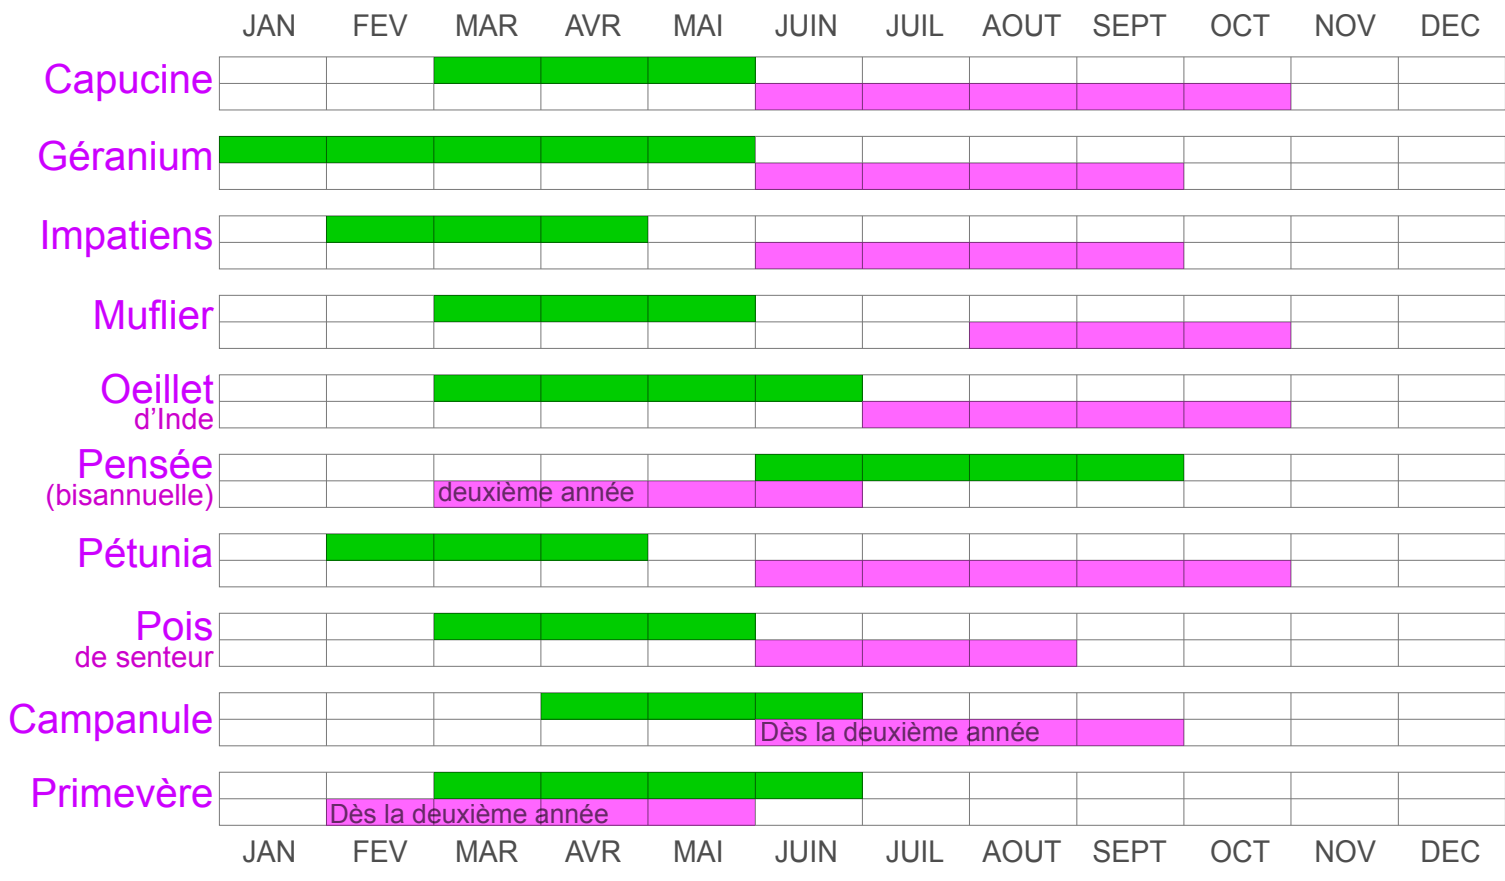 JAN FEV MAR AVR MAI JUIN JUIL AOUT SEPT OCT NOV DEC
Capucine
Géranium
Impatiens
Muflier
Oeillet
d'Inde
Pensée
(bisannuelle) deuxième année
Pétunia
Pois
de senteur
Campanule
Dès la deuxième année
Primevère
Dès la deuxième année
JAN FEV MAR AVR MAI JUIN JUIL AOUT SEPT OCT NOV DEC